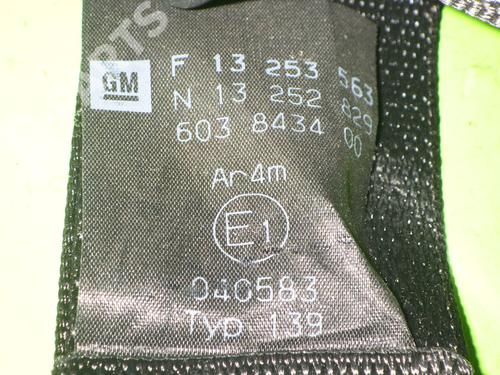 F 13 253 563
GM
N 13 252 829
603 8434 00
Ar4m
E1
040583
Typ 139